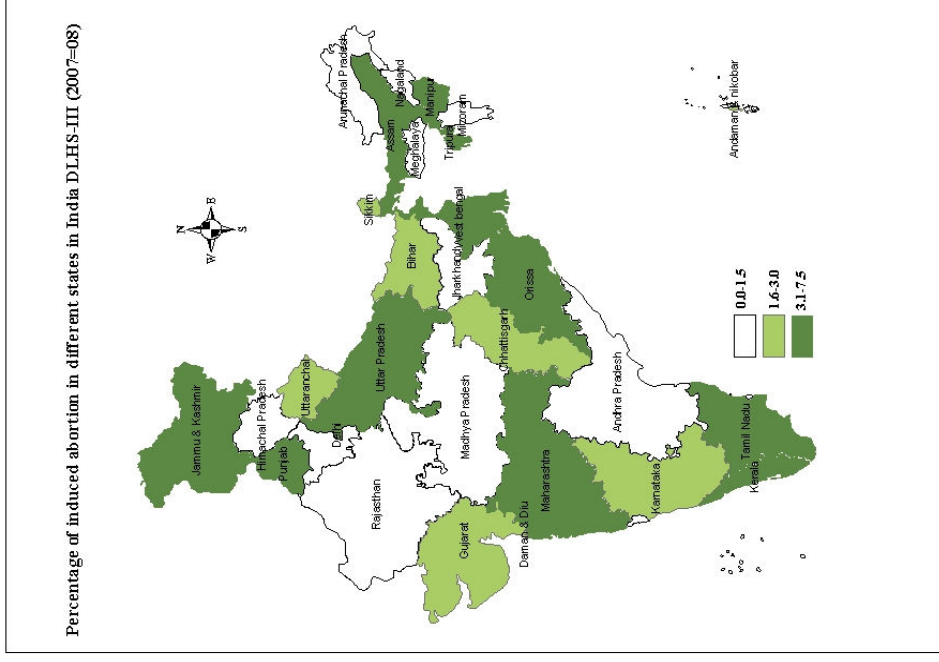 Percentage of induced abortion in different states in India DLHS-III (2007=08)
N
W
E
S
Jammu & Kashmir
Himachal Pradesh
Punjab
Uttaranchal
Delhi
Rajasthan
Uttar Pradesh
Bihar
Sikkim
Arunachal Pradesh
Assam
Nagaland
Meghalaya
Manipur
Tripura
Mizoram
Gujarat
Madhya Pradesh
Jharkhand
West bengal
Chhattisgarh
Orissa
Daman & Diu
Maharashtra
Andhra Pradesh
Karnataka
Kerala
Tamil Nadu
Andaman & nikobar
0.0-1.5
1.6-3.0
3.1-7.5